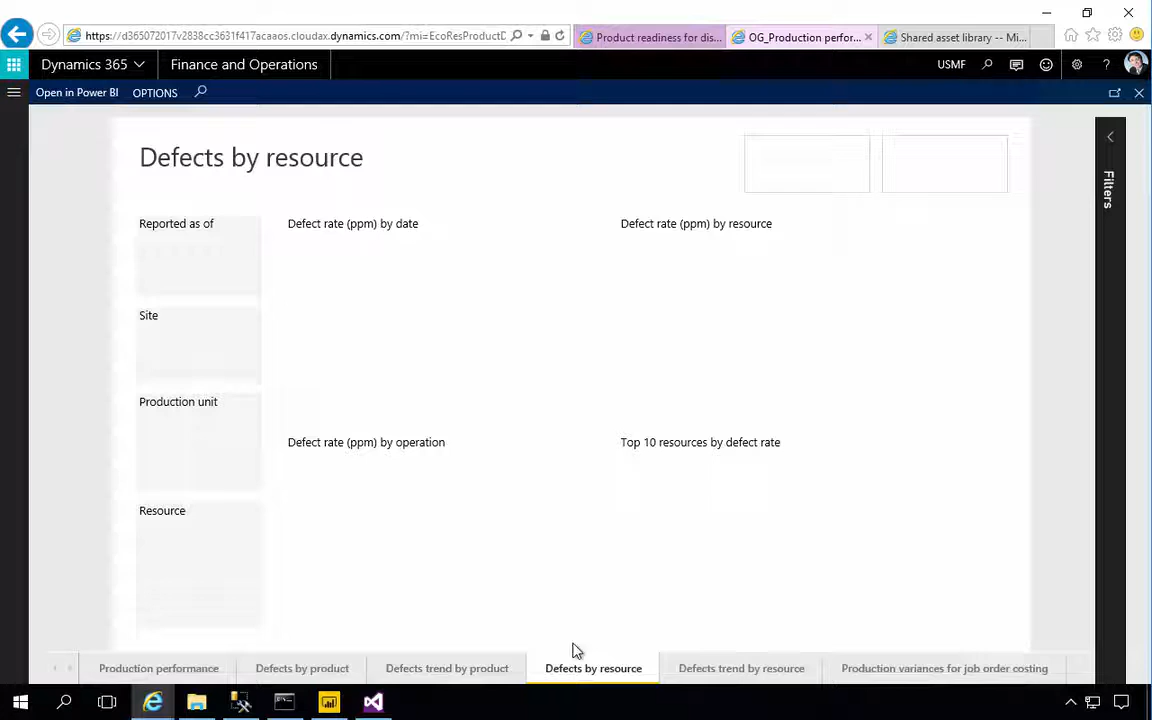 https://d365072017v2838cc3631f417acaaos.cloudax.dynamics.com/?mi=EcoResProductD
Product readiness for dis...
OG_Production perfor...
Shared asset library -- Mi...
Dynamics 365
Finance and Operations
USMF
?
Open in Power BI
OPTIONS
Defects by resource
Filters
Reported as of
Defect rate (ppm) by date
Defect rate (ppm) by resource
Site
Production unit
Defect rate (ppm) by operation
Top 10 resources by defect rate
Resource
Production performance
Defects by product
Defects trend by product
Defects by resource
Defects trend by resource
Production variances for job order costing